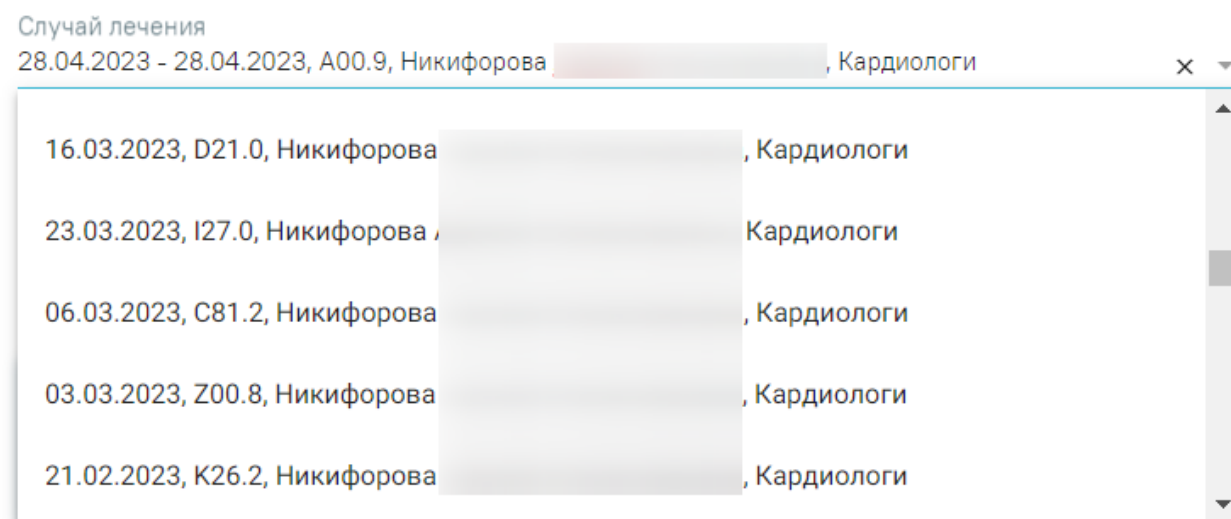 Случай лечения
28.04.2023 - 28.04.2023, A00.9, Никифорова , Кардиологи
16.03.2023, D21.0, Никифорова , Кардиологи
23.03.2023, I27.0, Никифорова Кардиологи
06.03.2023, C81.2, Никифорова , Кардиологи
03.03.2023, Z00.8, Никифорова , Кардиологи
21.02.2023, K26.2, Никифорова , Кардиологи